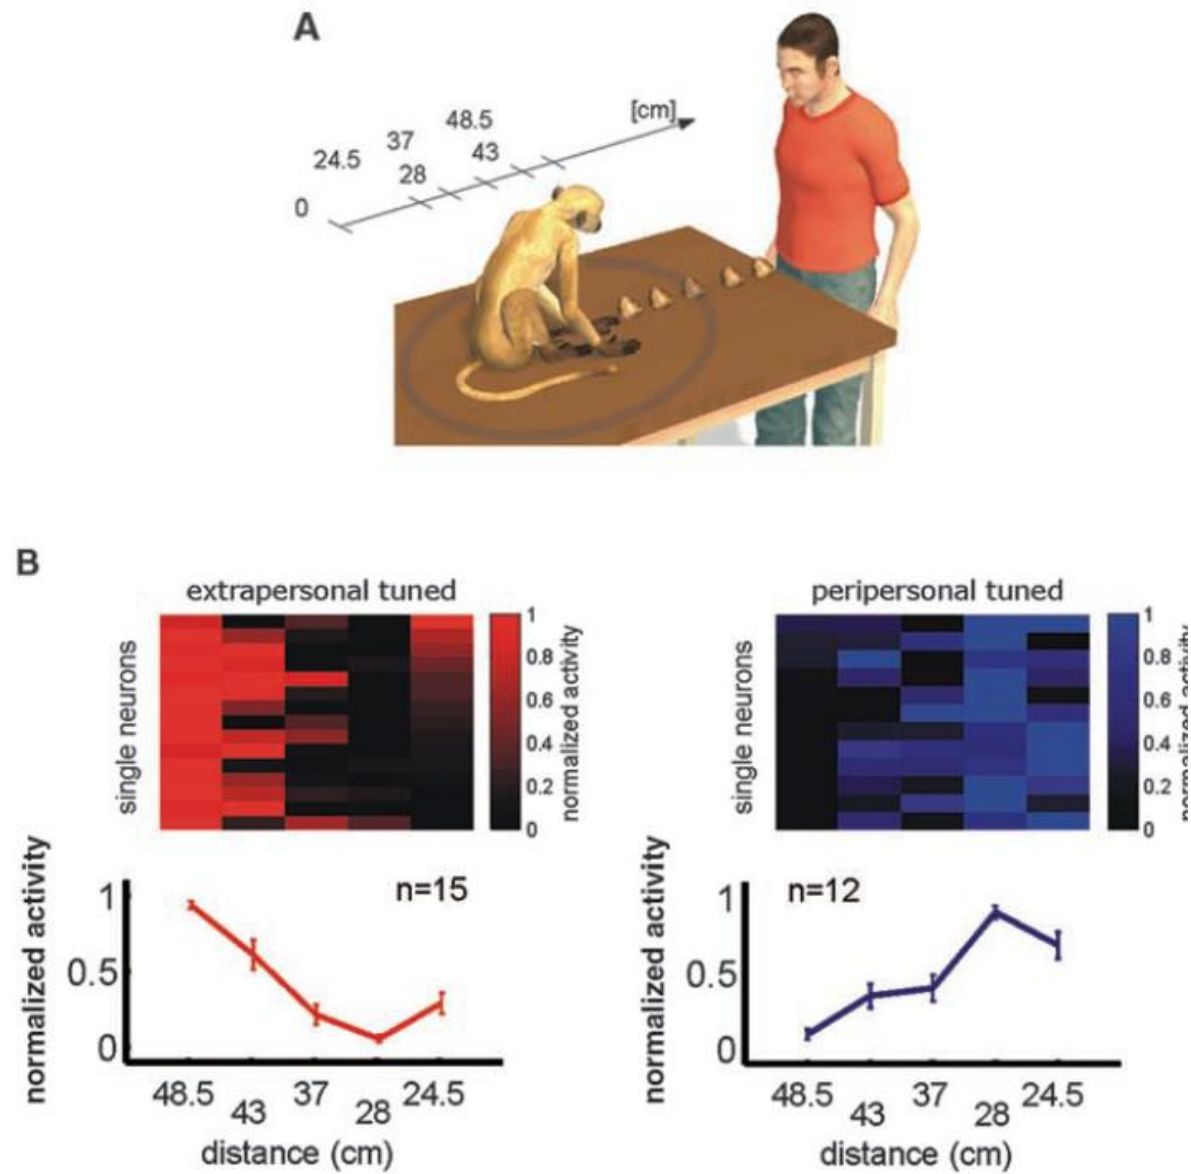 A
[cm]
48.5
37
43
24.5
28
0
B
extrapersonal tuned
single neurons
1
0.8
0.6
0.4
0.2
0
normalized activity
peripersonal tuned
single neurons
1
0.8
0.6
0.4
0.2
0
normalized activity
normalized activity
1
0.5
0
n=15
48.5
43
37
28
24.5
distance (cm)
normalized activity
1
0.5
0
n=12
48.5
43
37
28
24.5
distance (cm)